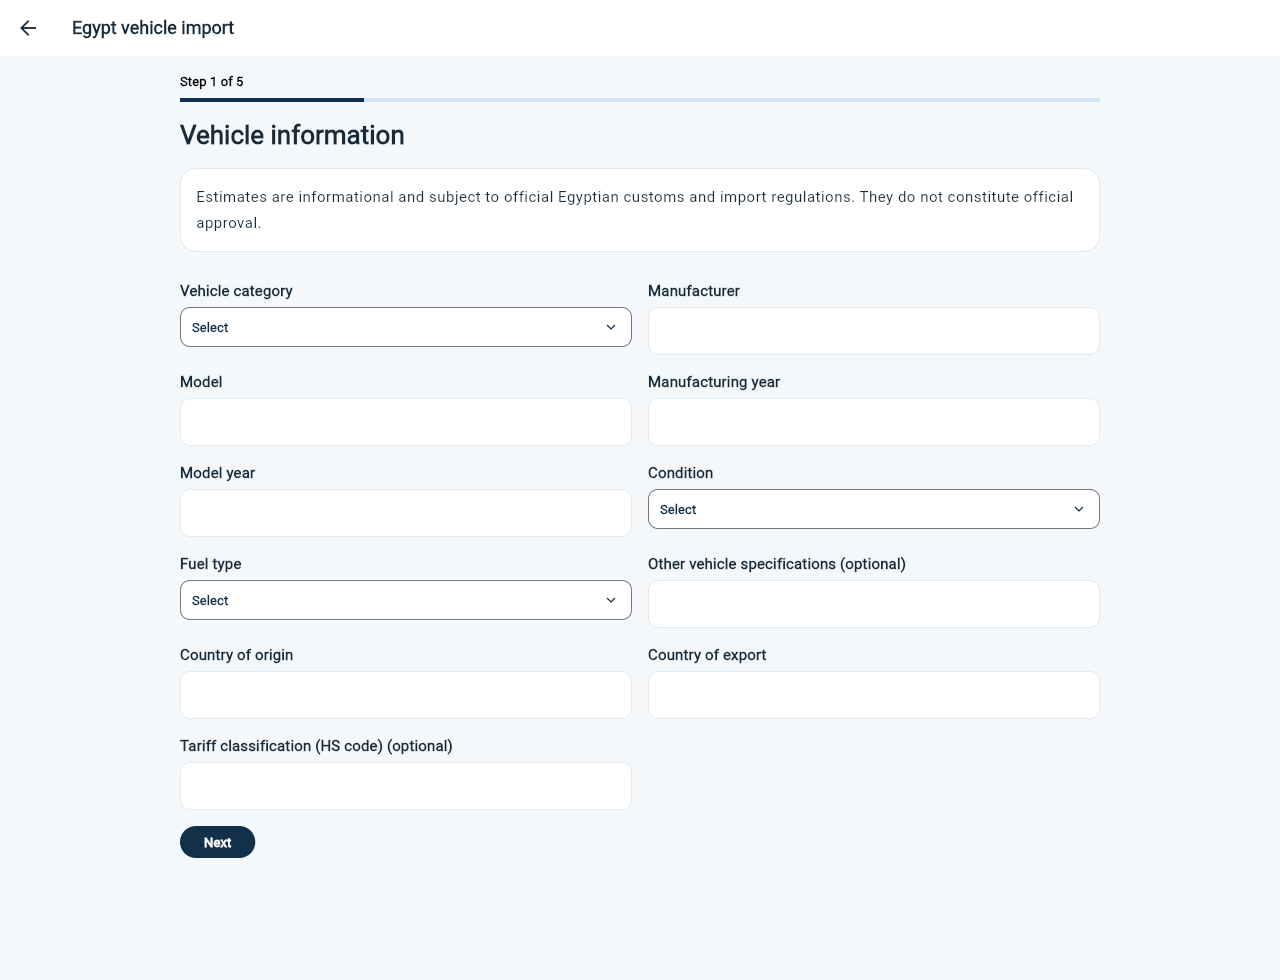 Egypt vehicle import
Step 1 of 5
Vehicle information
Estimates are informational and subject to official Egyptian customs and import regulations. They do not constitute official
approval.
Vehicle category
Manufacturer
Select
Model
Manufacturing year
Model year
Condition
Select
Fuel type
Other vehicle specifications (optional)
Select
Country of origin
Country of export
Tariff classification (HS code) (optional)
Next